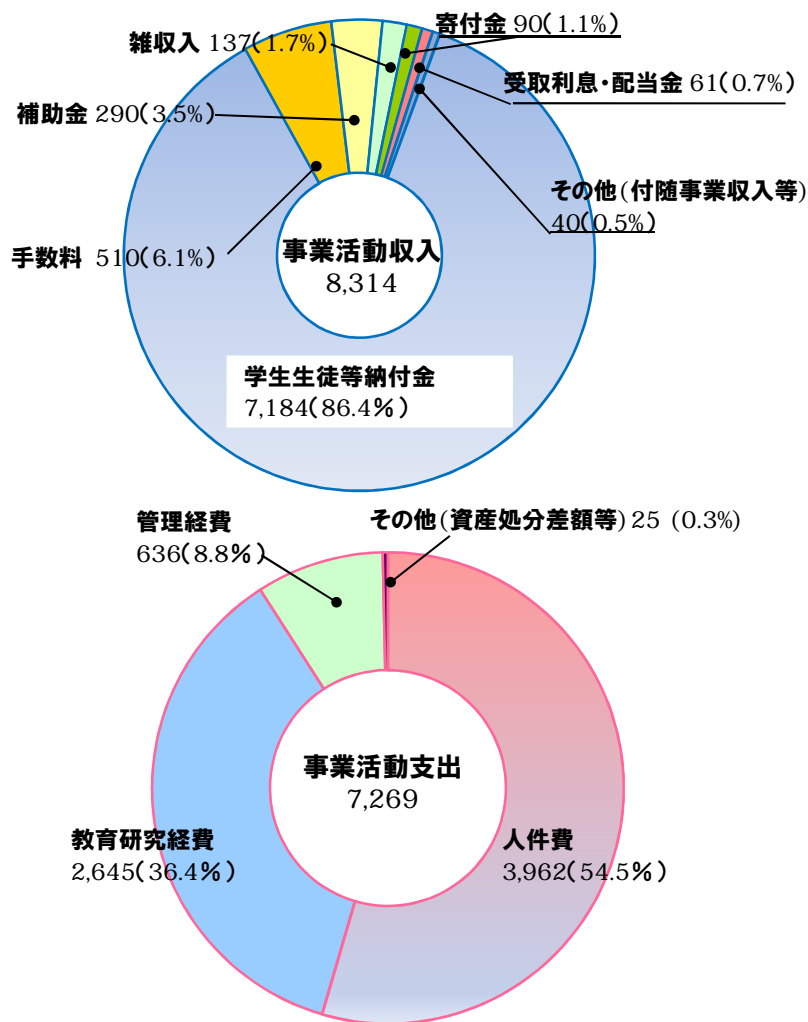 寄付金 90(1.1%)
雑収入 137(1.7%)
受取利息・配当金 61(0.7%)
補助金 290(3.5%)
その他(付随事業収入等)
40(0.5%)
手数料 510(6.1%)
事業活動収入
8,314
学生生徒等納付金
7,184(86.4%)
管理経費
636(8.8%)
その他(資産処分差額等) 25 (0.3%)
事業活動支出
7,269
教育研究経費
2,645(36.4%)
人件費
3,962(54.5%)